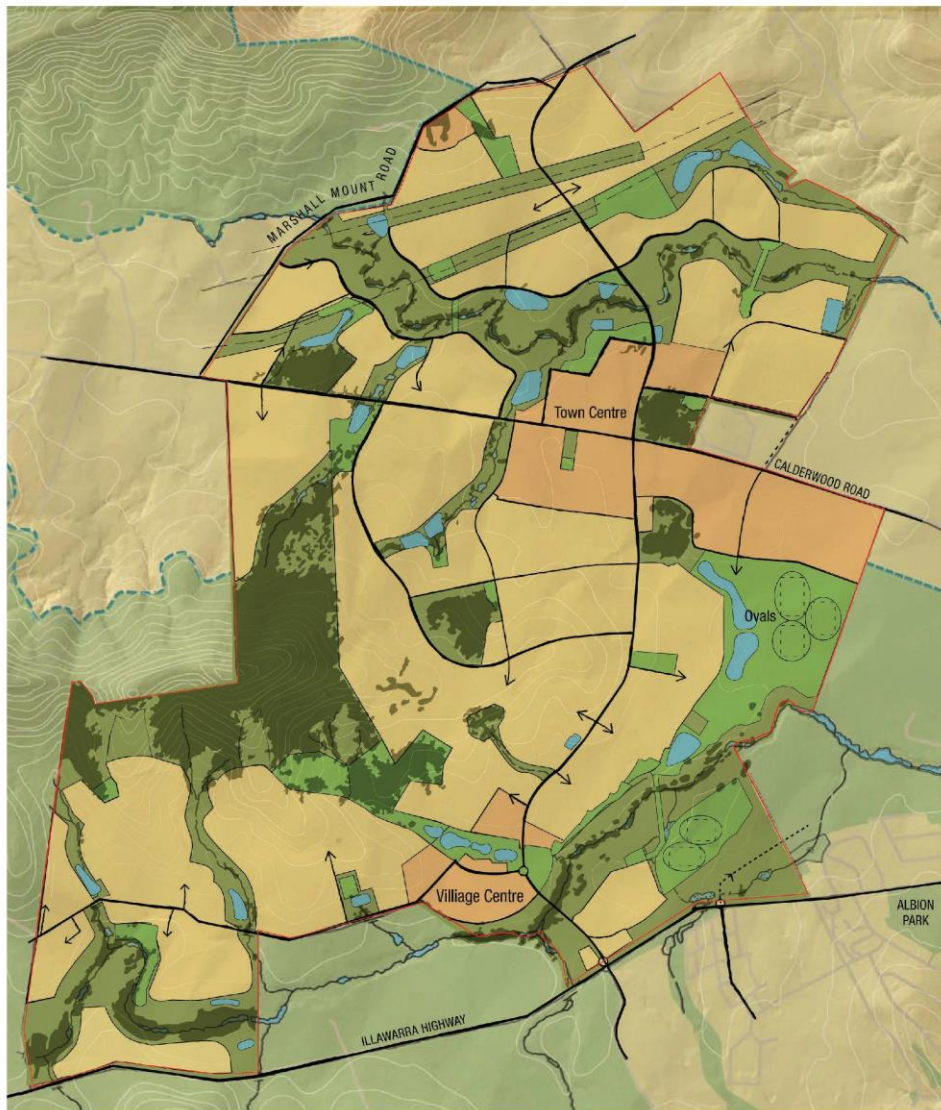 MARSHALL MOUNT ROAD
Town Centre
CALDERWOOD ROAD
Ovals
Villiage Centre
ALBION
PARK
ILLAWARRA HIGHWAY